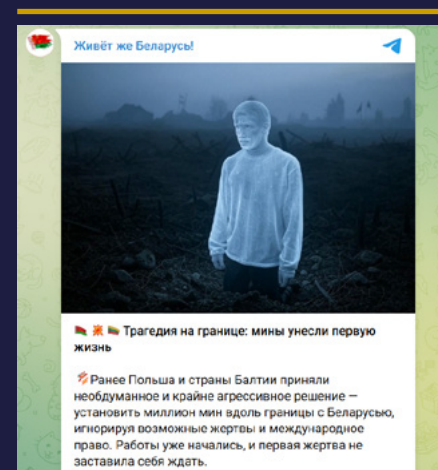 Живёт же Беларусь!
Трагедия на границе: мины унесли первую
жизнь
Ранее Польша и страны Балтии приняли
необдуманное и крайне агрессивное решение –
установить миллион мин вдоль границы с Беларусью,
игнорируя возможные жертвы и международное
право. Работы уже начались, и первая жертва не
заставила себя ждать.